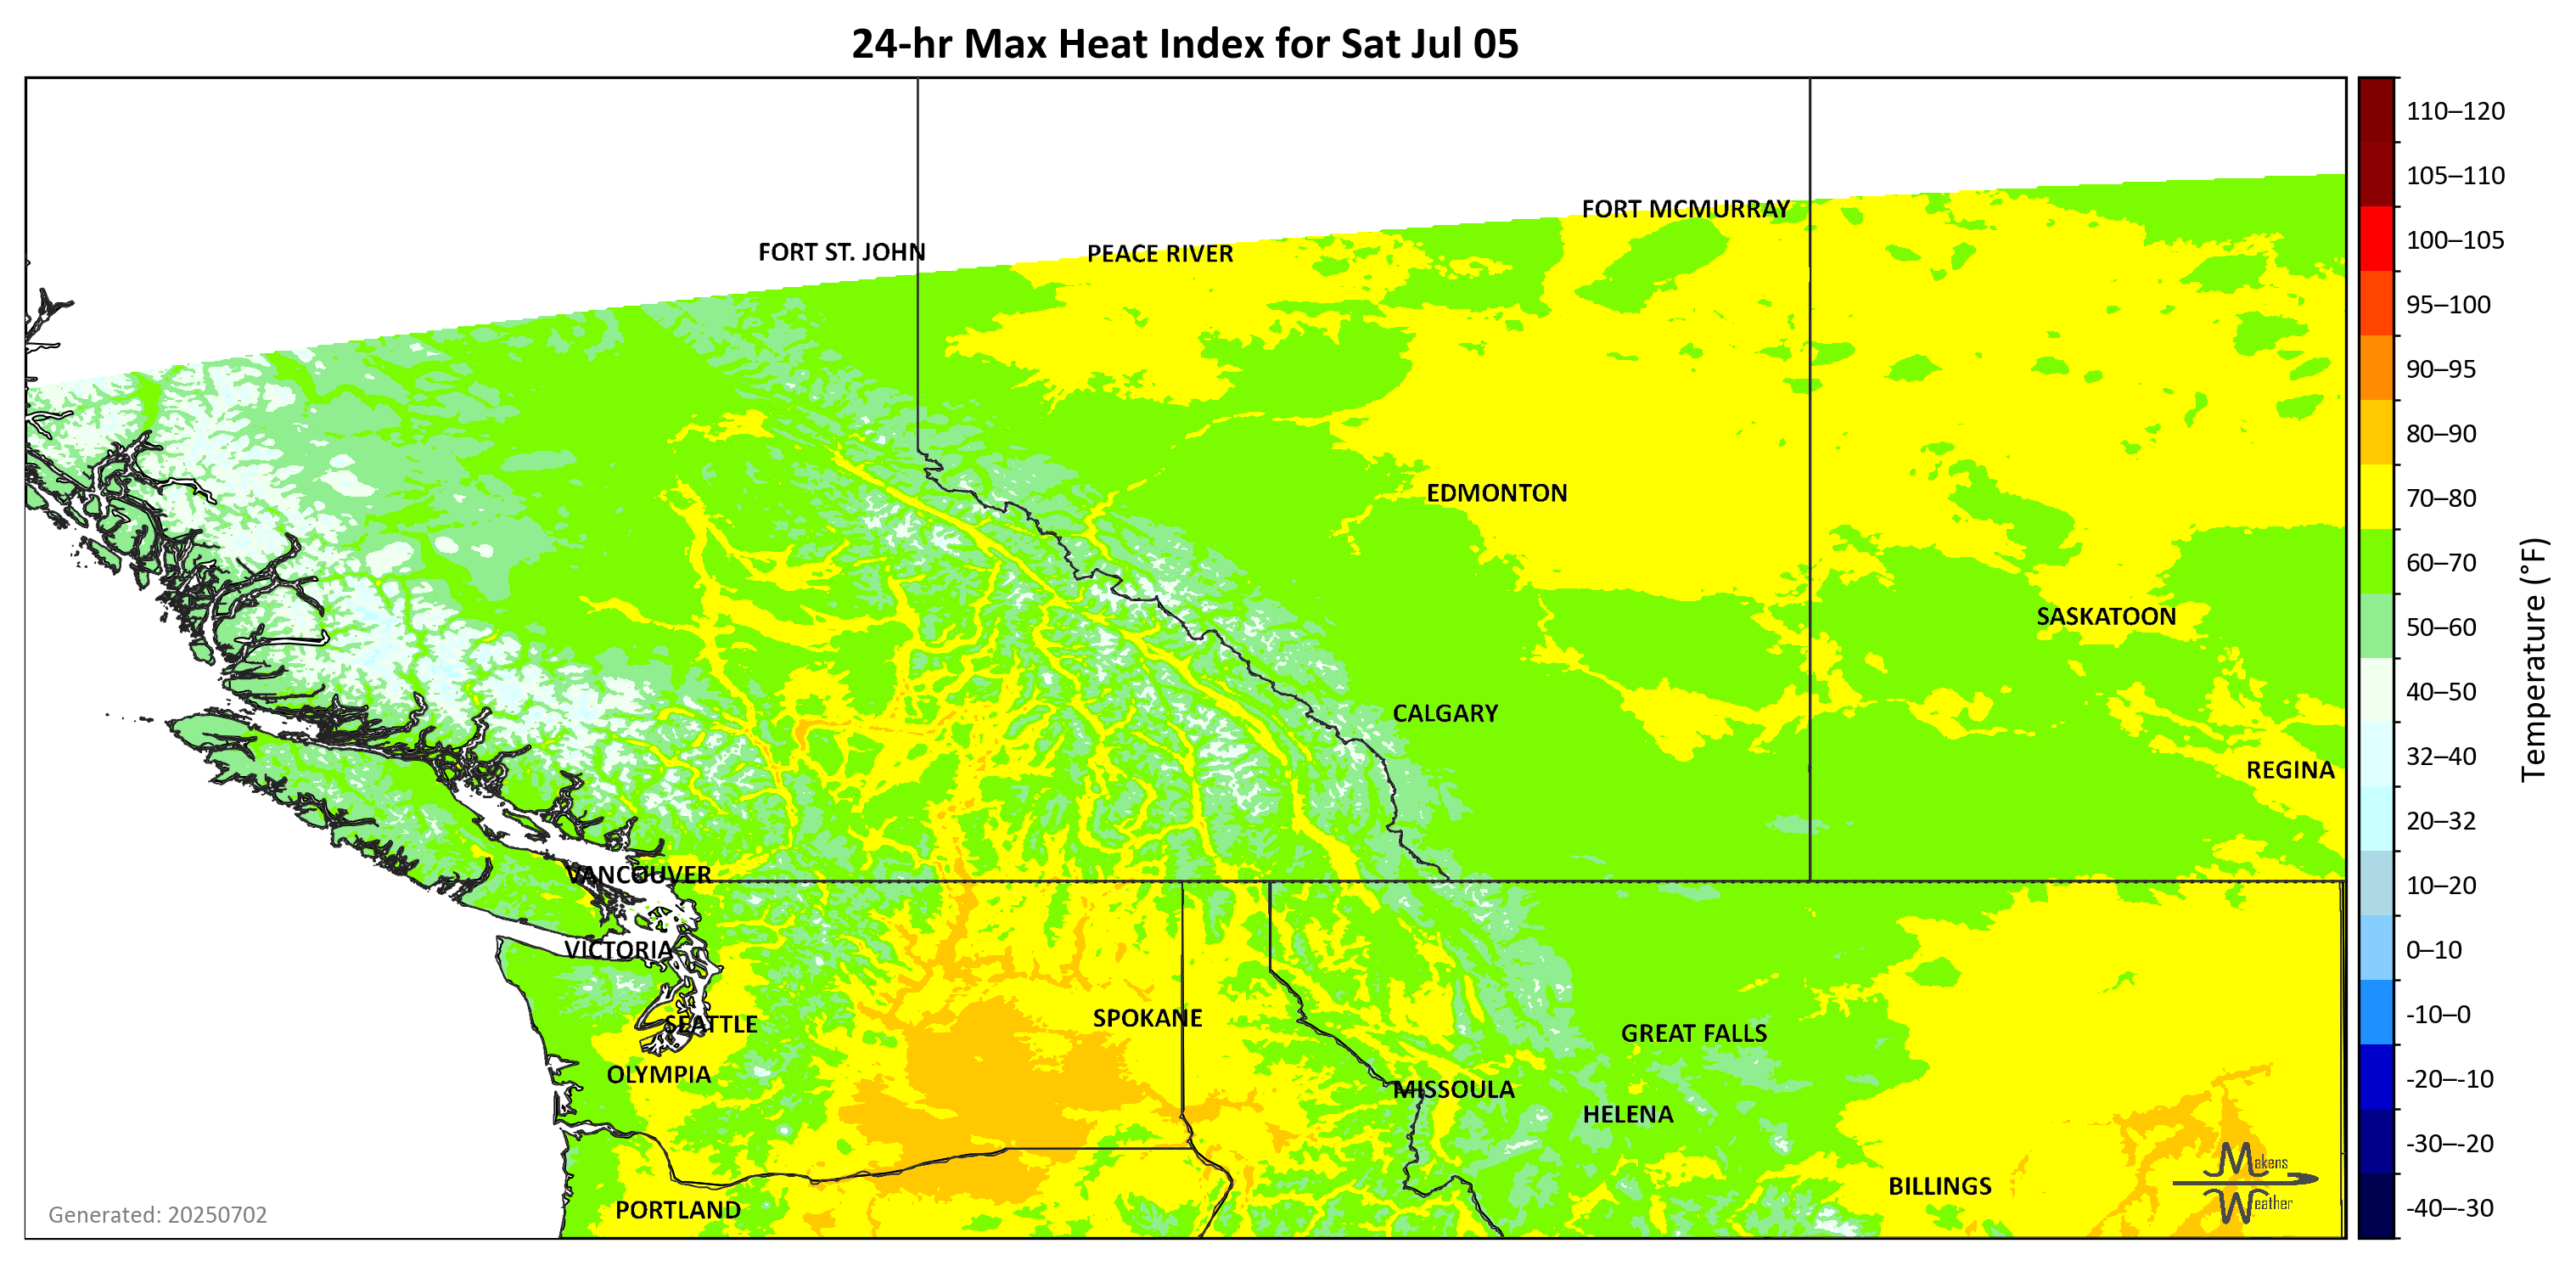 24-hr Max Heat Index for Sat Jul 05
FORT MCMURRAY
FORT ST. JOHN
PEACE RIVER
EDMONTON
SASKATOON
CALGARY
REGINA
VANCOUVER
VICTORIA
SEATTLE
SPOKANE
GREAT FALLS
OLYMPIA
MISSOULA
HELENA
BILLINGS
PORTLAND
Makens
Weather
Generated: 20250702
110–120
105–110
100–105
95–100
90–95
80–90
70–80
60–70
50–60
40–50
32–40
20–32
10–20
0–10
-10–0
-20–-10
-30–-20
-40–-30
Temperature (°F)